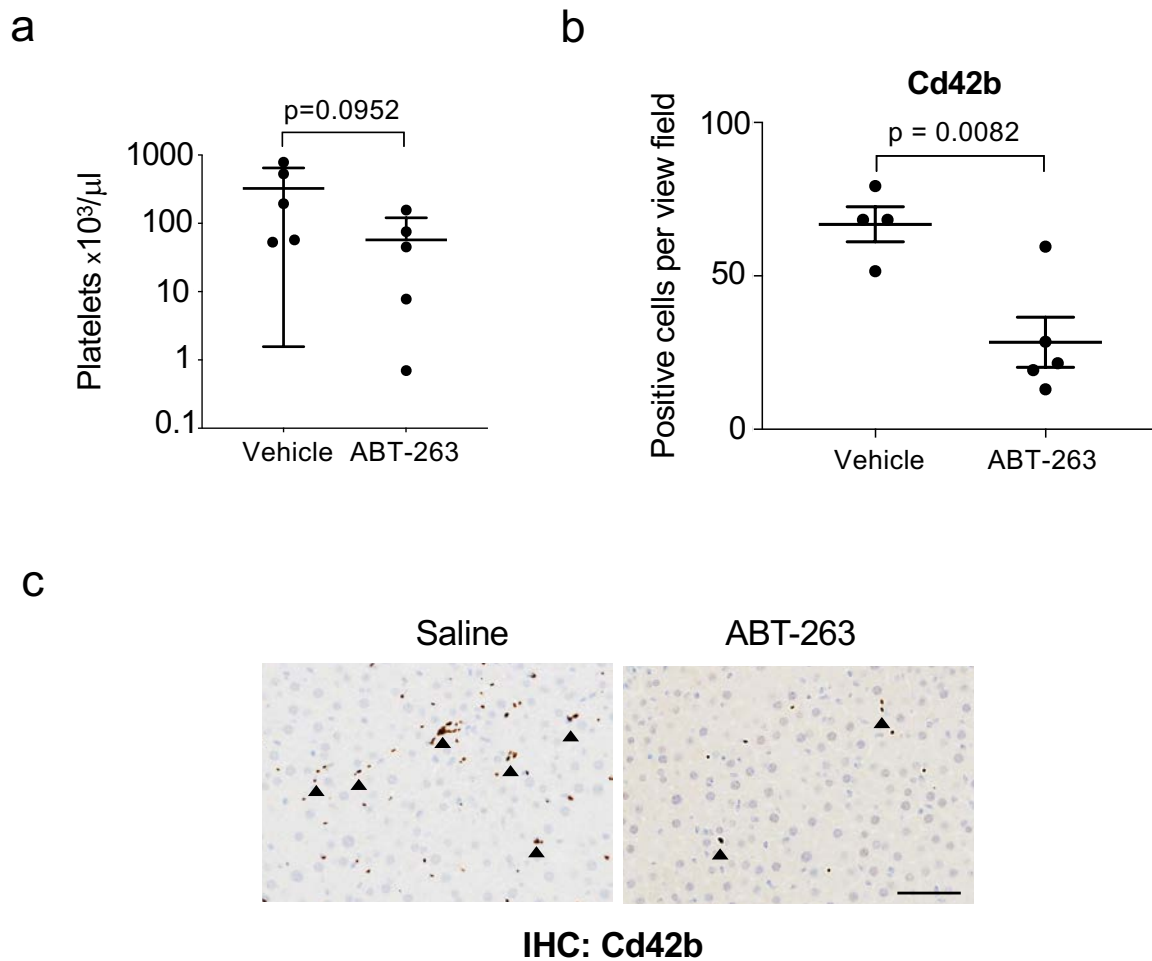 a
p=0.0952
Platelets x10³/µl
1000
100
10
1
0.1
Vehicle ABT-263
b
Cd42b
p = 0.0082
Positive cells per view field
100
50
0
Vehicle ABT-263
c
Saline ABT-263
IHC: Cd42b